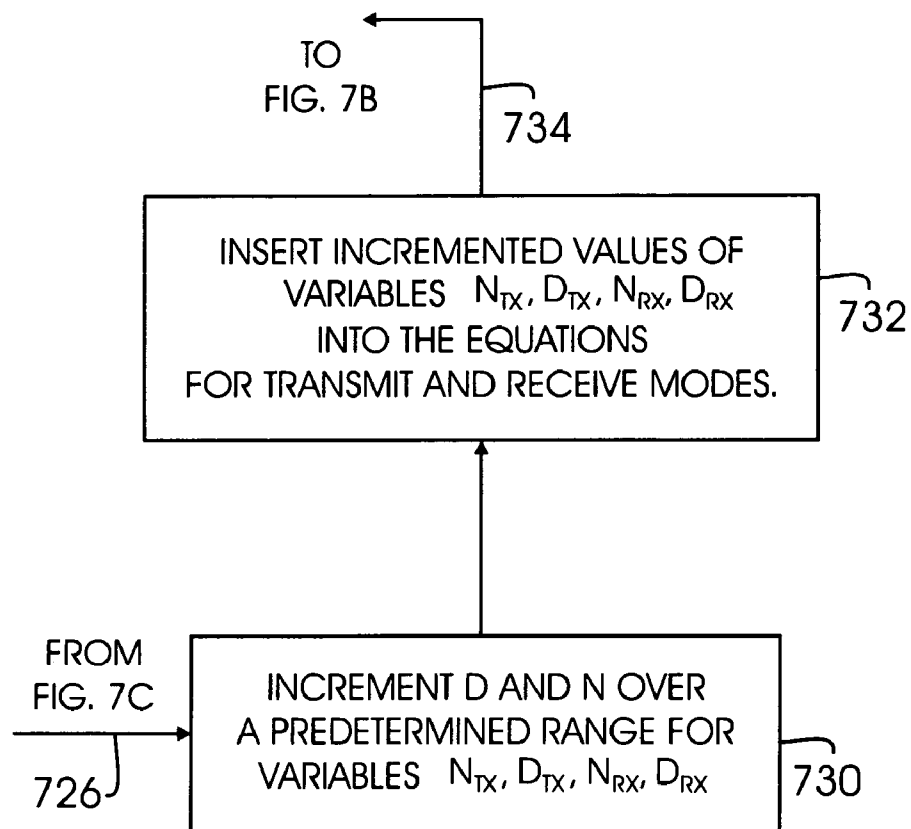 TO
FIG. 7B
734
INSERT INCREMENTED VALUES OF
VARIABLES N_TX, D_TX, N_RX, D_RX
INTO THE EQUATIONS
FOR TRANSMIT AND RECEIVE MODES.
732
FROM
FIG. 7C
726
INCREMENT D AND N OVER
A PREDETERMINED RANGE FOR
VARIABLES N_TX, D_TX, N_RX, D_RX
730